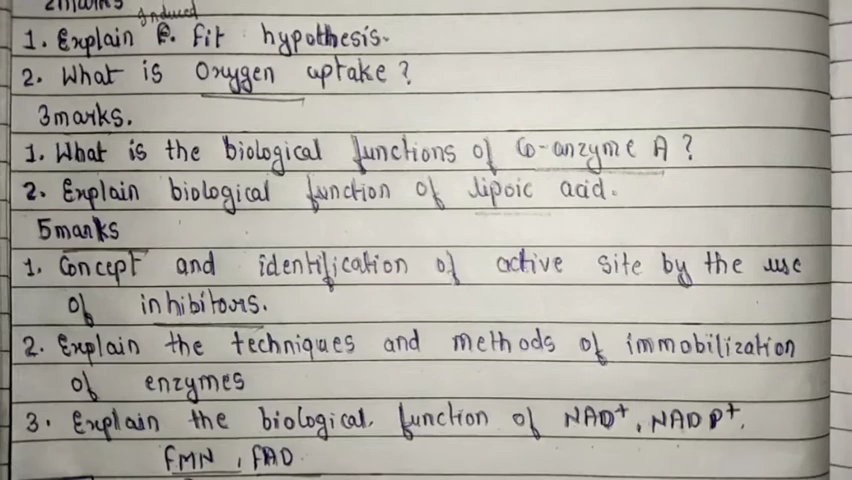 2marks
Induced
1. Explain fit hypothesis.
2. What is Oxygen uptake?
3marks.
1. What is the biological functions of Co-anzyme A?
2. Explain biological function of lipoic acid.
5marks
1. Concept and identification of active site by the use
of inhibitours.
2. Explain the techniques and methods of immobilization
of enzymes
3. Explain the biological function of NAD+, NADP+,
FMN, FAD